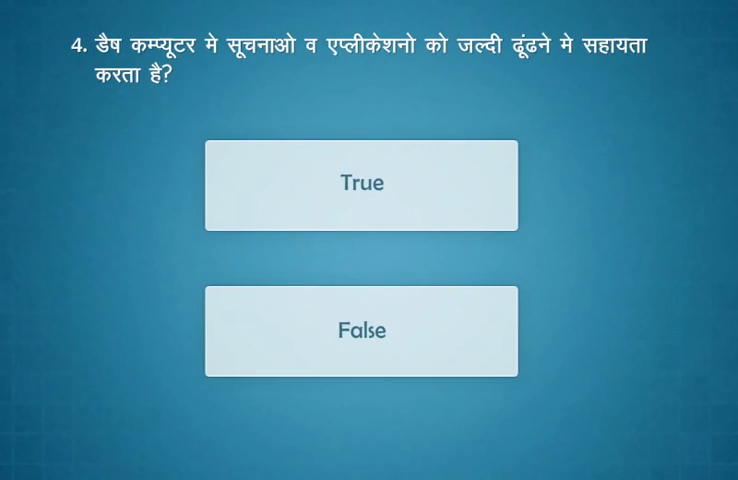 4. डैष कम्प्यूटर मे सूचनाओ व एप्लीकेशनो को जल्दी ढूंढने मे सहायता
करता है?
True
False